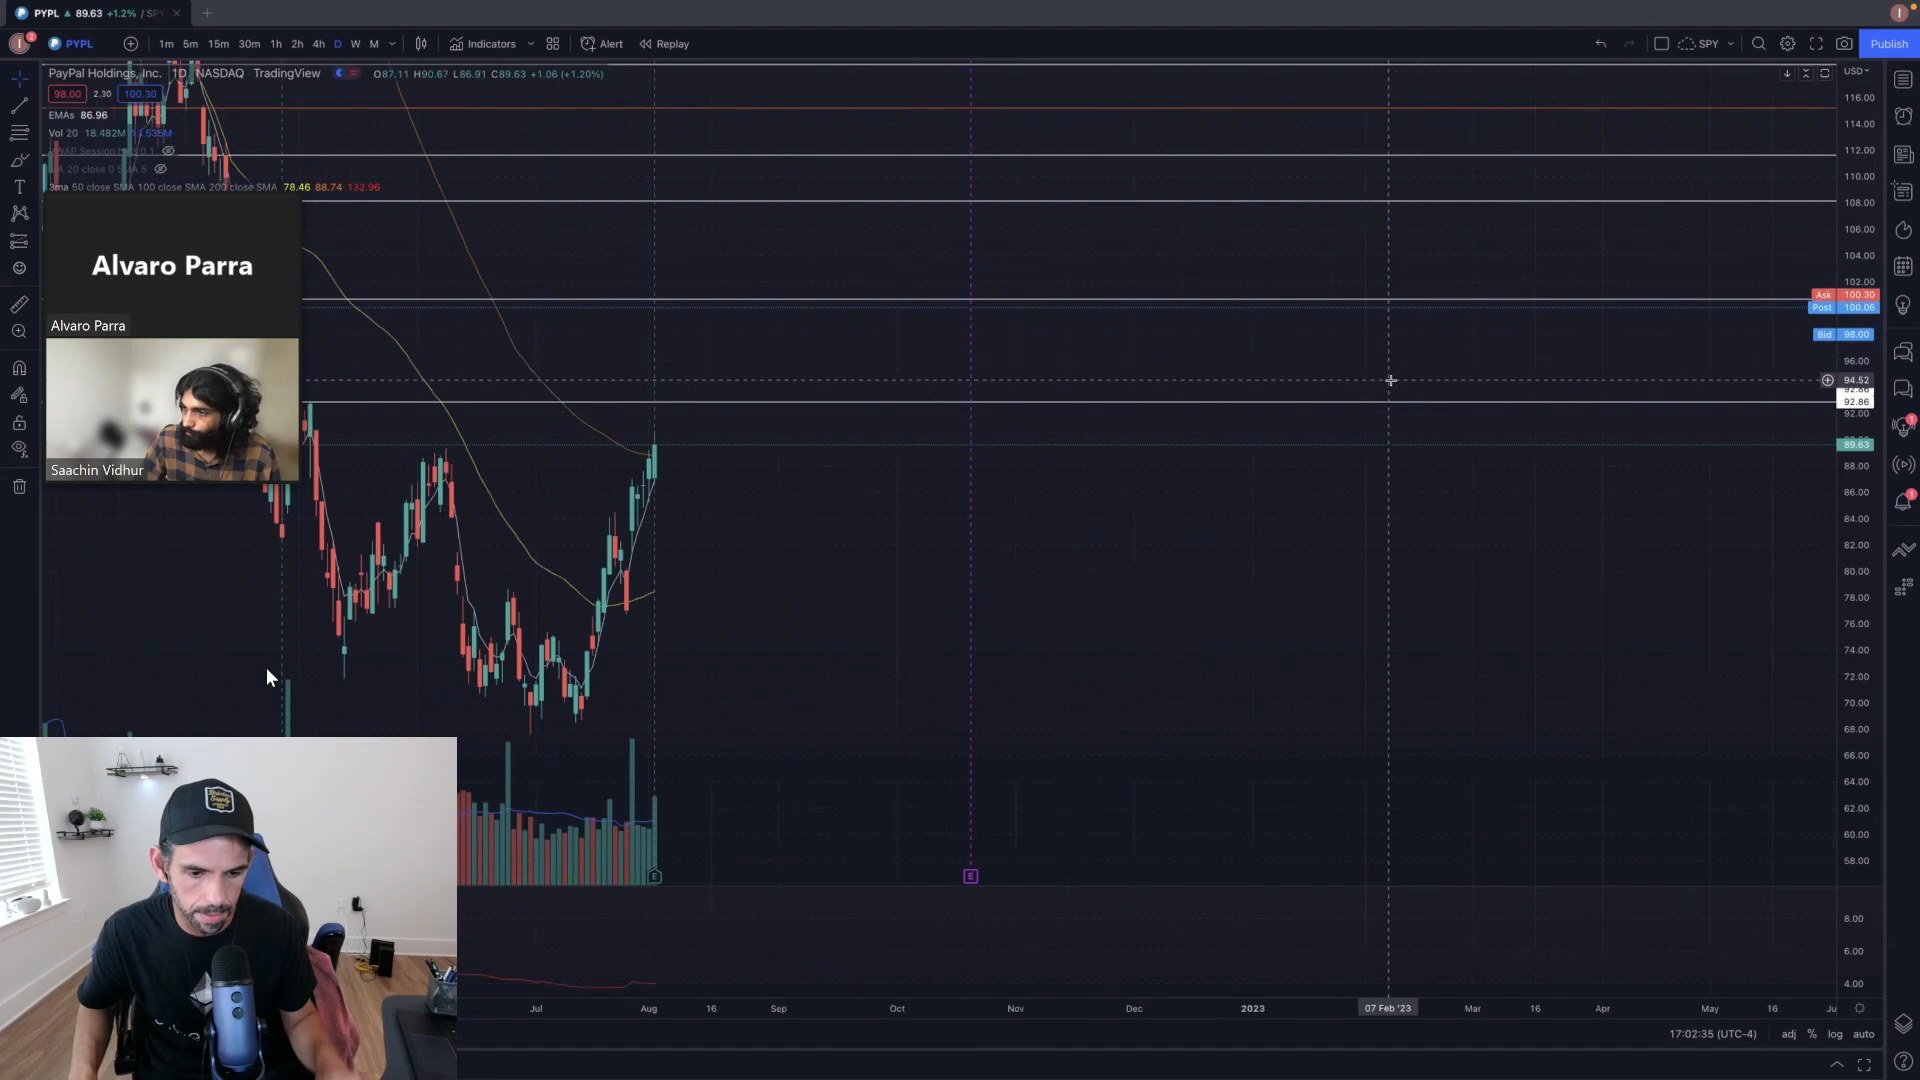 PYPL ▲ 89.63 +1.2% / SP
I 2 PYPL 1m 5m 15m 30m 1h 2h 4h D W M Indicators Alert Replay SPY Publish
PayPal Holdings, Inc. 1D NASDAQ TradingView O87.11 H90.67 L86.91 C89.63 +1.06 (+1.20%)
98.00 2.30 100.30
EMAs 86.96
Vol 20 18.482M
20 close 0 SMA 5
3ma 50 close SMA 100 close SMA 200 close SMA 78.46 88.74 132.96
Alvaro Parra
Alvaro Parra
Saachin Vidhur
USD
116.00
114.00
112.00
110.00
108.00
106.00
104.00
102.00
Ask 100.30
Post 100.06
Bid 98.00
96.00
94.52
92.86
92.00
89.63
88.00
86.00
84.00
82.00
80.00
78.00
76.00
74.00
72.00
70.00
68.00
66.00
64.00
62.00
60.00
58.00
8.00
6.00
4.00
E
E
Jul Aug 16 Sep Oct Nov Dec 2023 07 Feb '23 Mar 16 Apr May 16 Ju
17:02:35 (UTC-4) adj % log auto